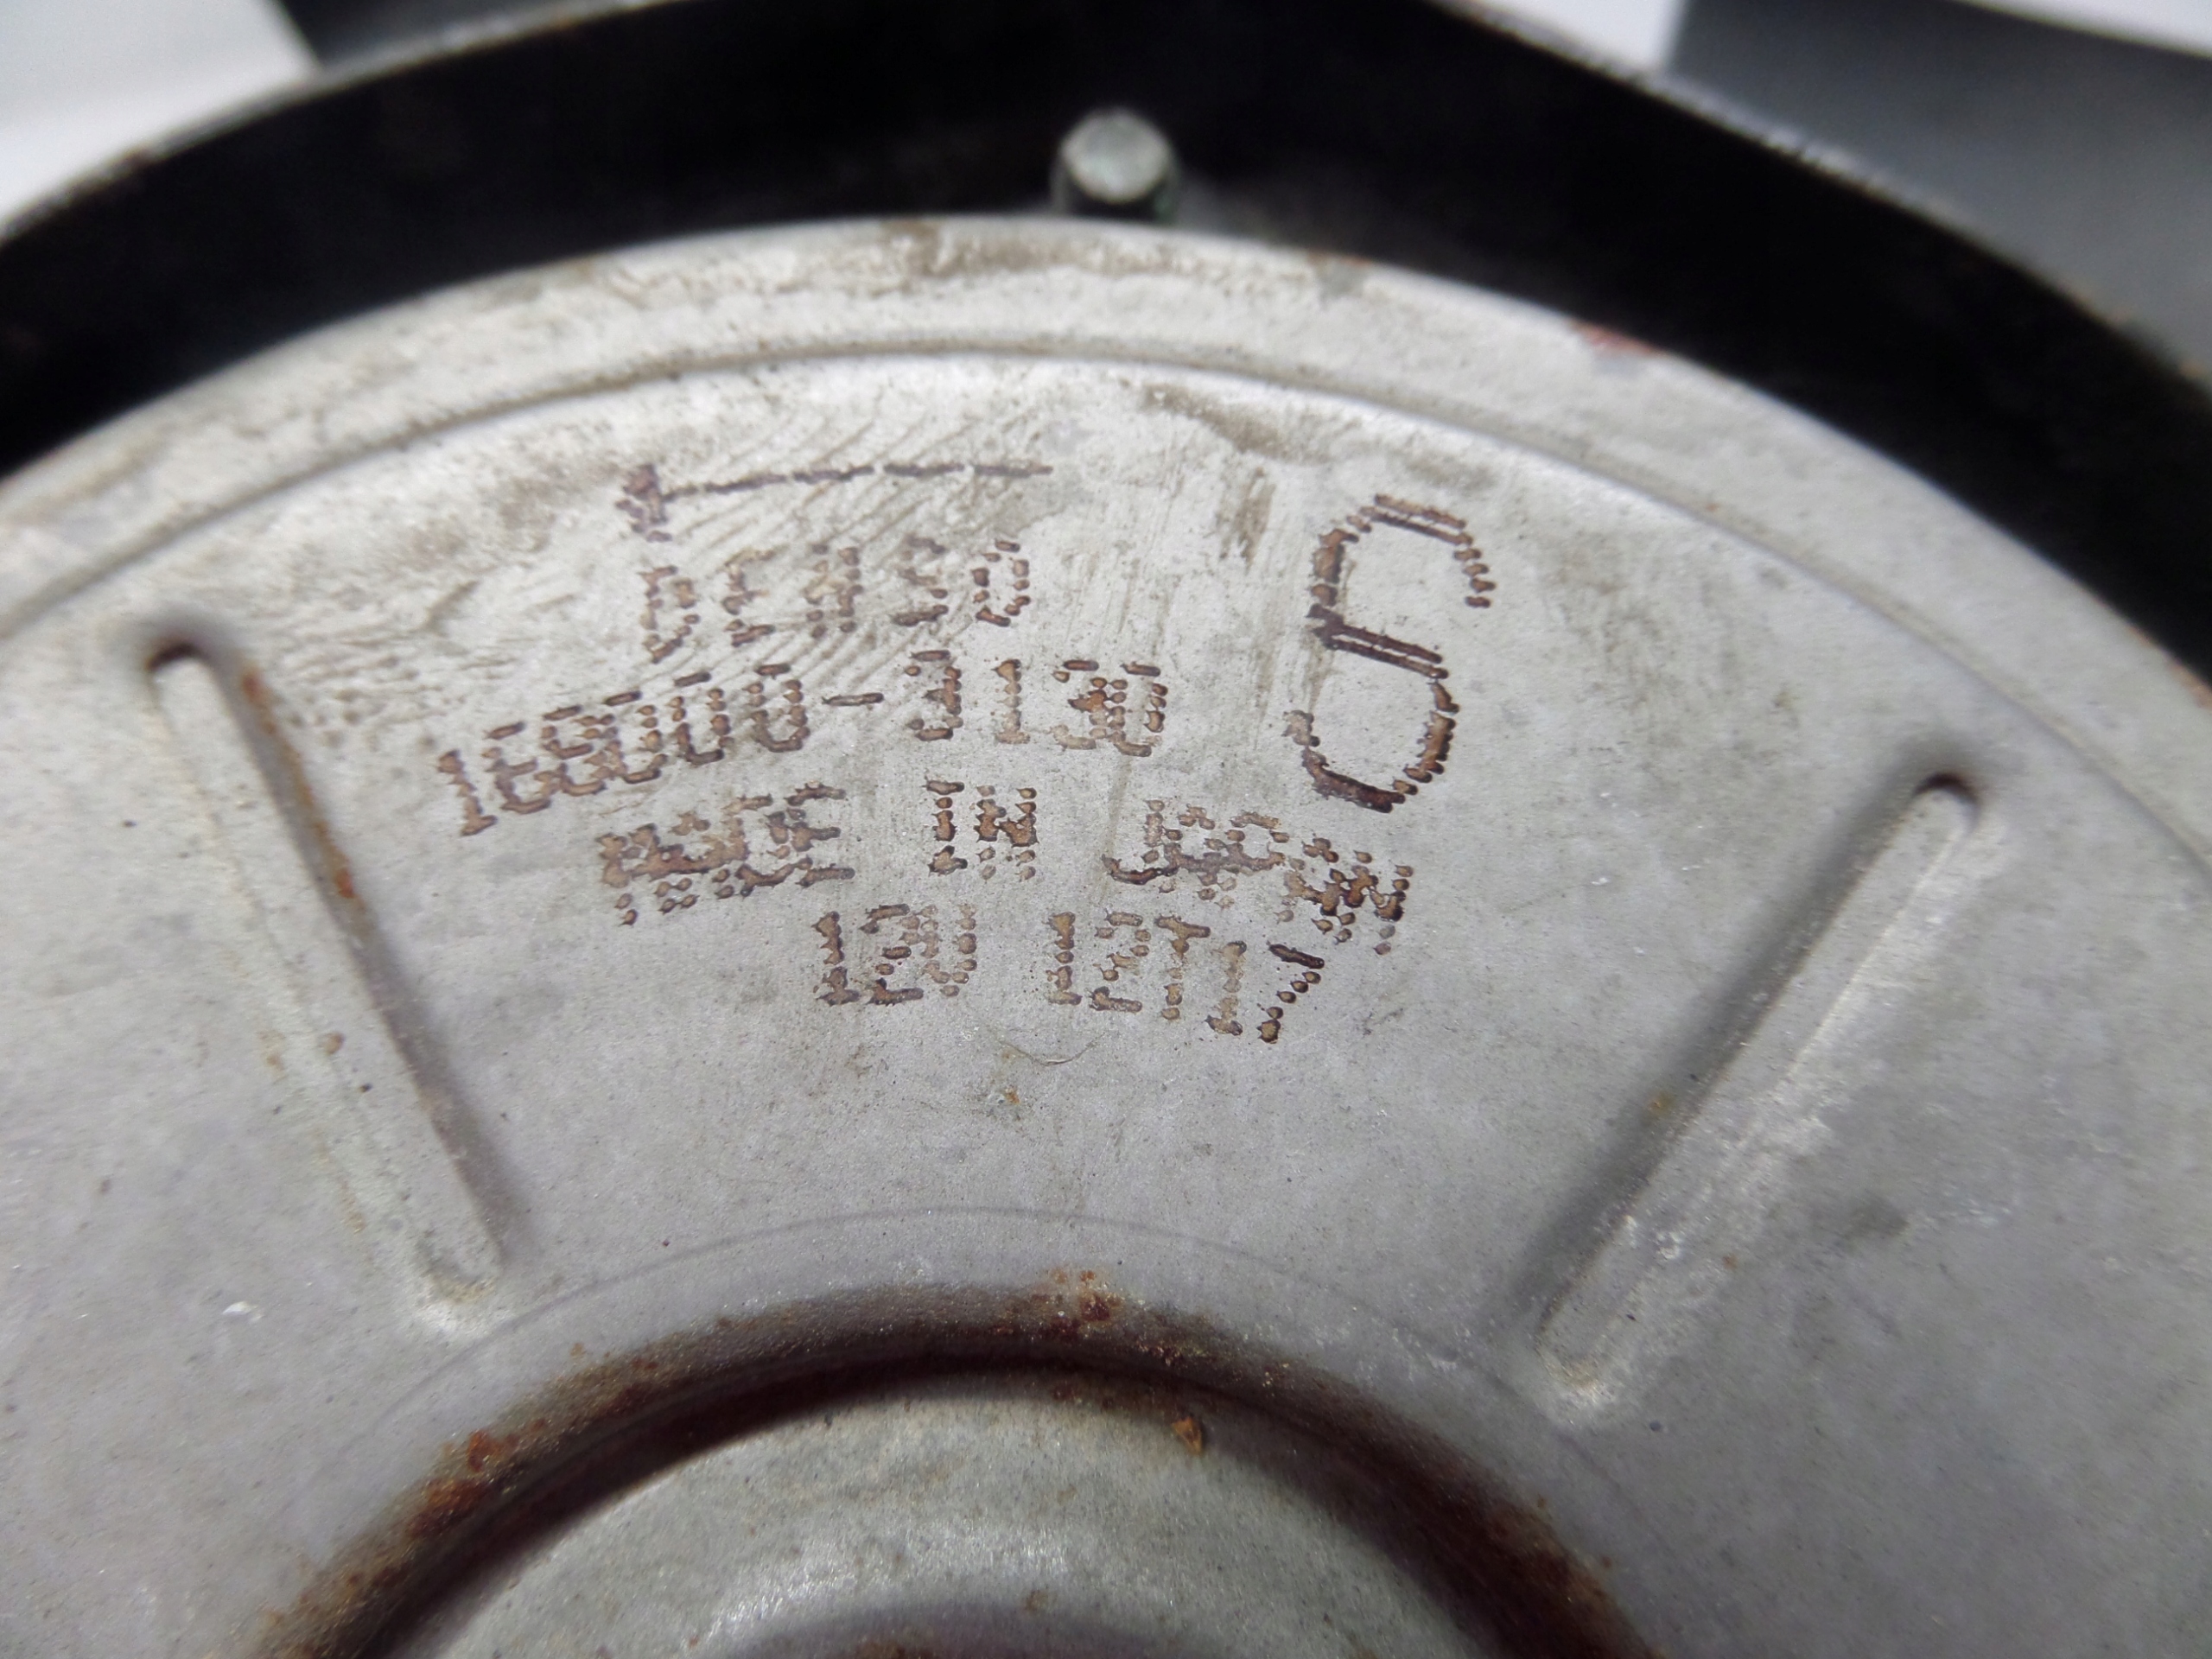 DENSO
168000-3130
MADE IN JAPAN
12V 12T17
6